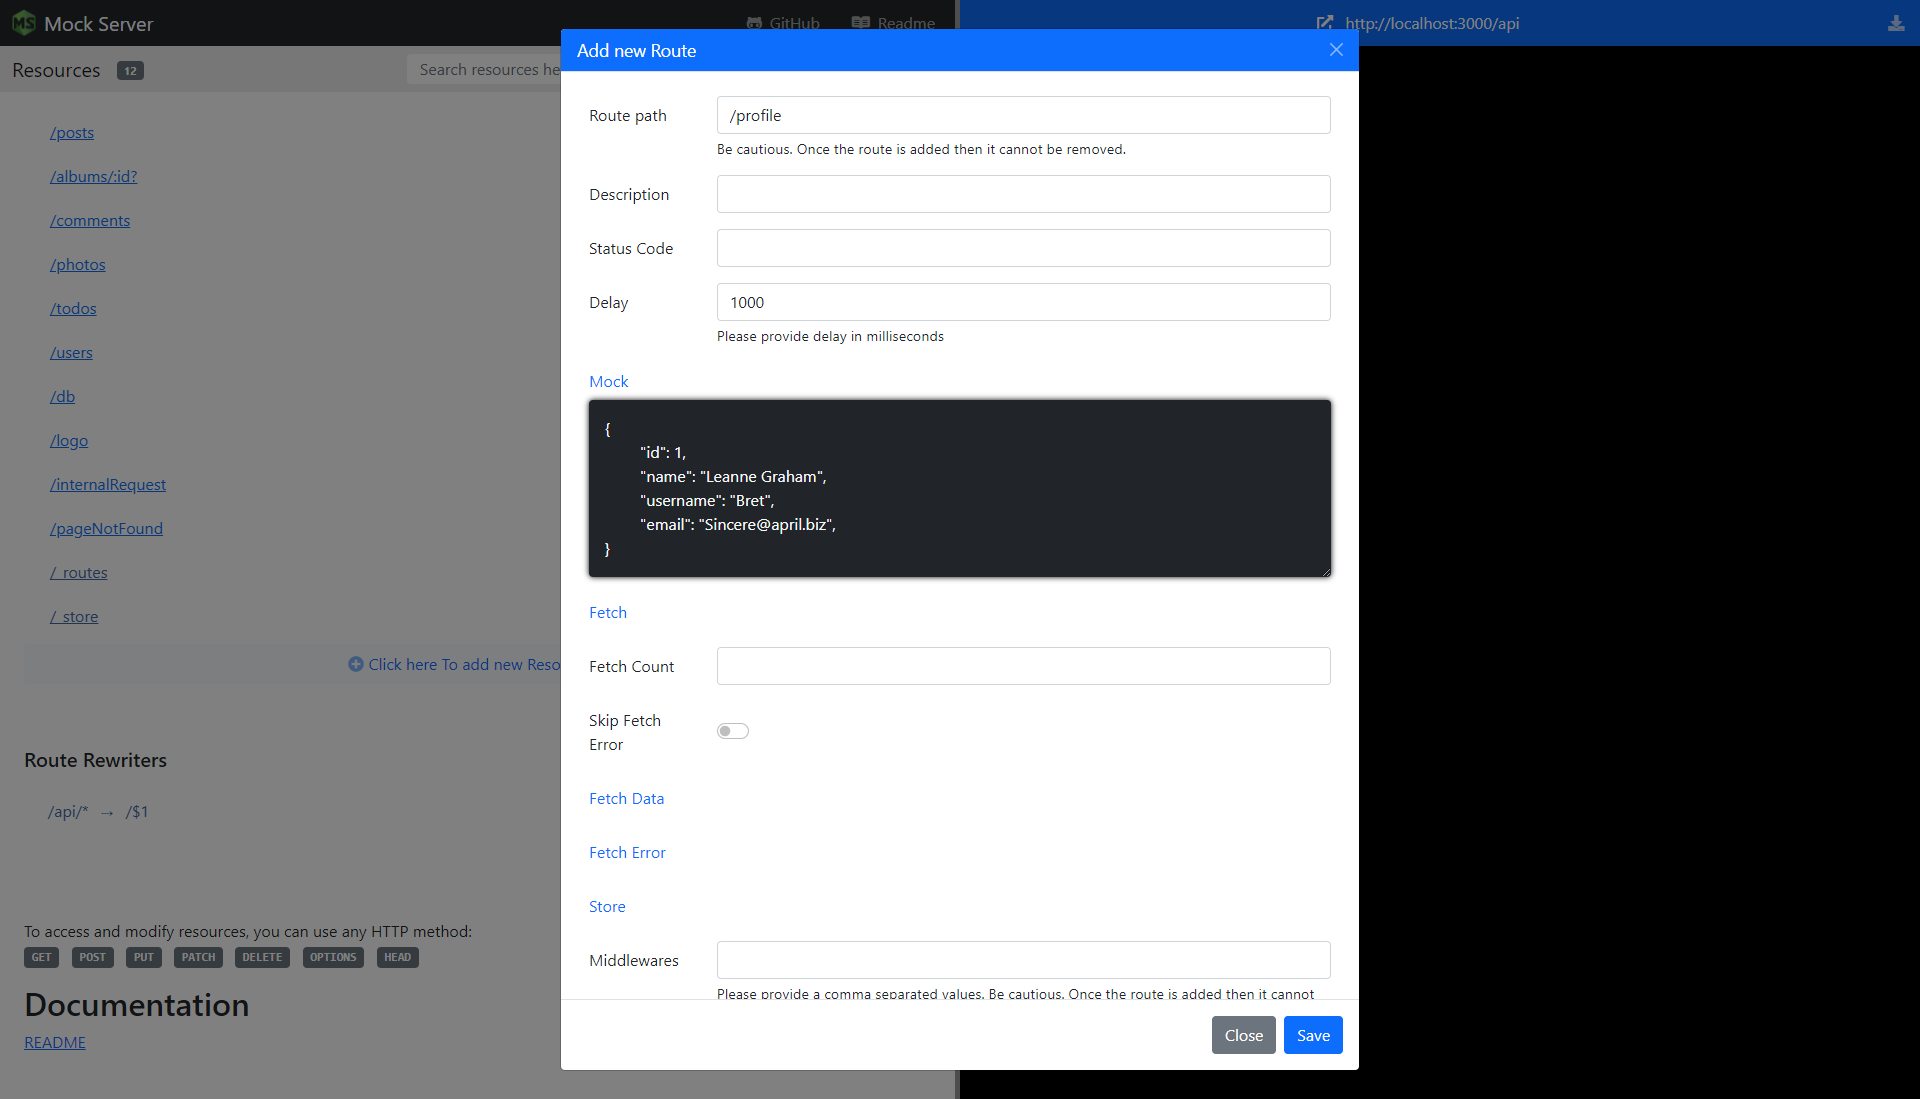 Mock Server
GitHub
Readme
http://localhost:3000/api
Resources 12
Search resources he
/posts
/albums/:id?
/comments
/photos
/todos
/users
/db
/logo
/internalRequest
/pageNotFound
/_routes
/_store
Click here To add new Reso
Route Rewriters
/api/* → /$1
To access and modify resources, you can use any HTTP method:
GET POST PUT PATCH DELETE OPTIONS HEAD
Documentation
README
Add new Route
Route path
/profile
Be cautious. Once the route is added then it cannot be removed.
Description
Status Code
Delay
1000
Please provide delay in milliseconds
Mock
{
"id": 1,
"name": "Leanne Graham",
"username": "Bret",
"email": "Sincere@april.biz",
}
Fetch
Fetch Count
Skip Fetch
Error
Fetch Data
Fetch Error
Store
Middlewares
Please provide a comma separated values. Be cautious. Once the route is added then it cannot
Close
Save